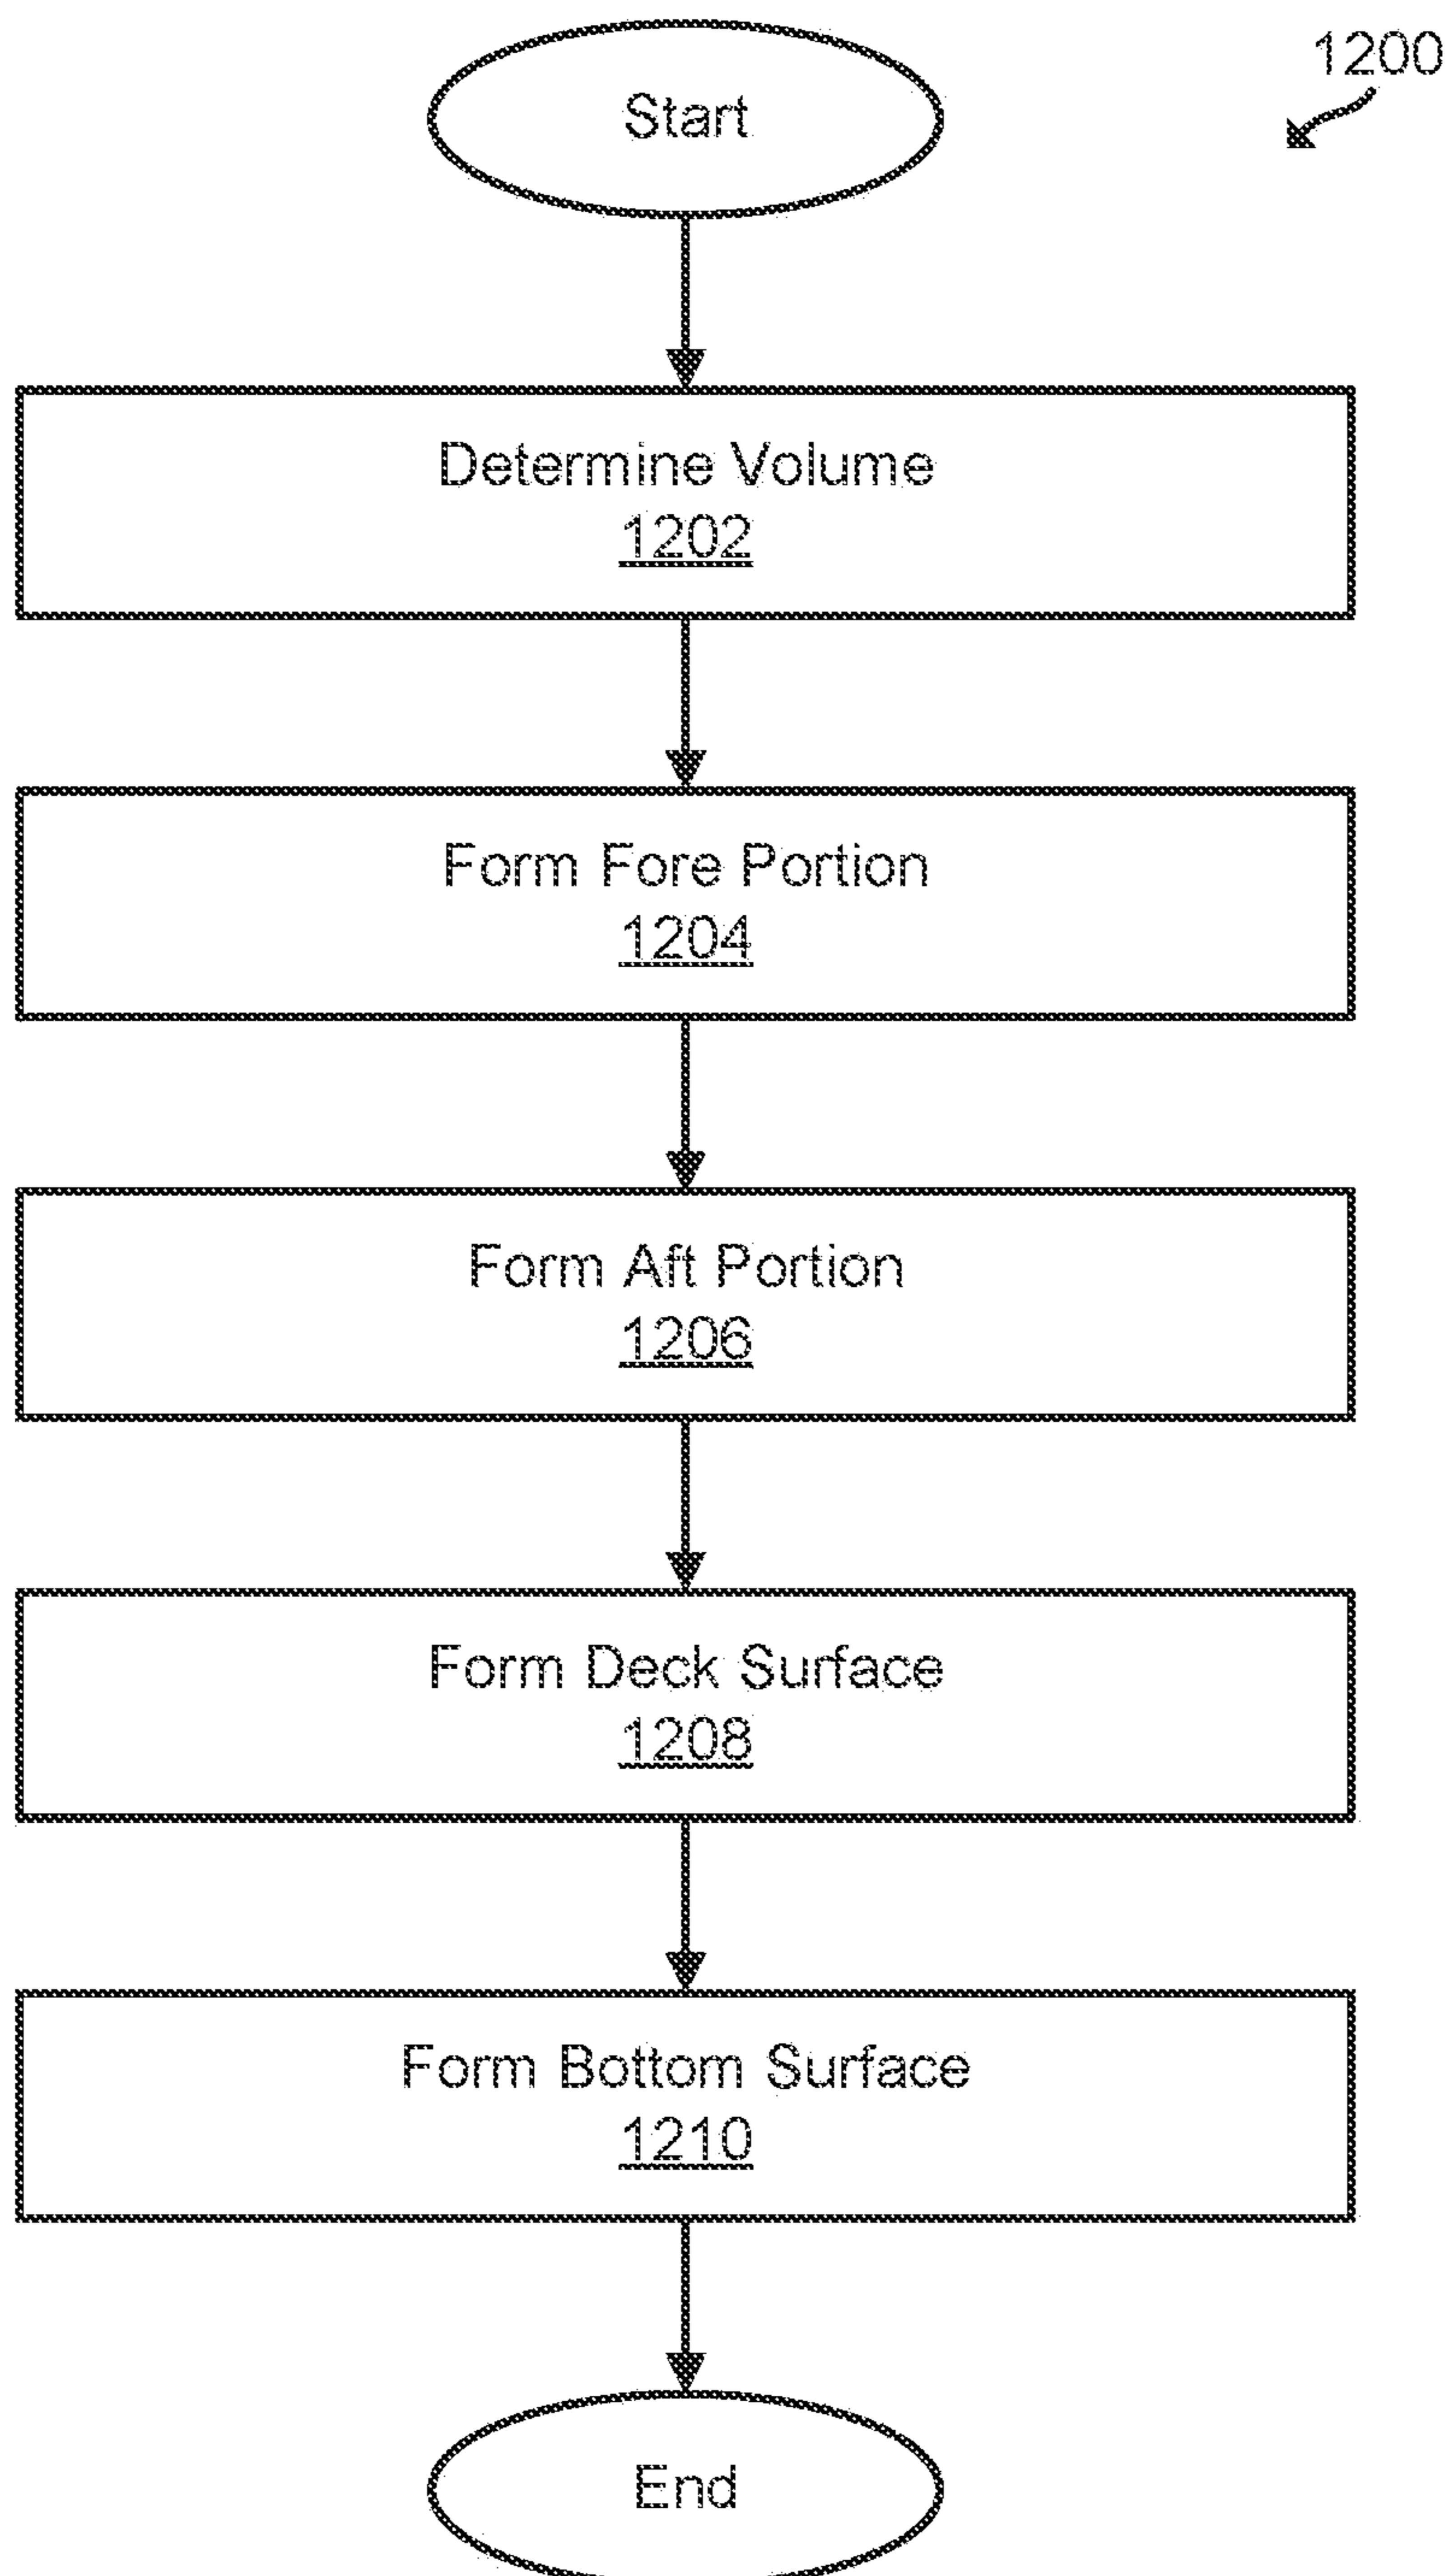 1200
Start
Determine Volume
1202
Form Fore Portion
1204
Form Aft Portion
1206
Form Deck Surface
1208
Form Bottom Surface
1210
End